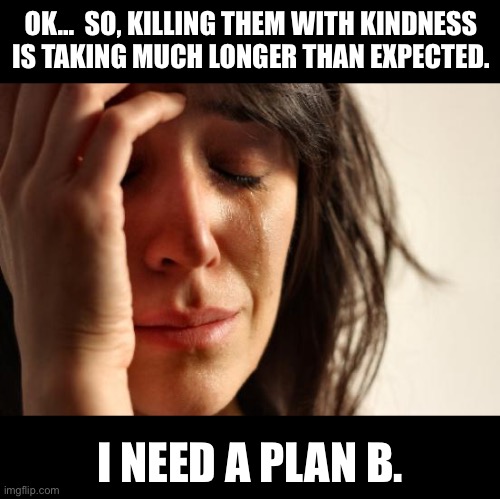 OK... SO, KILLING THEM WITH KINDNESS
IS TAKING MUCH LONGER THAN EXPECTED.
I NEED A PLAN B.
imgflip.com